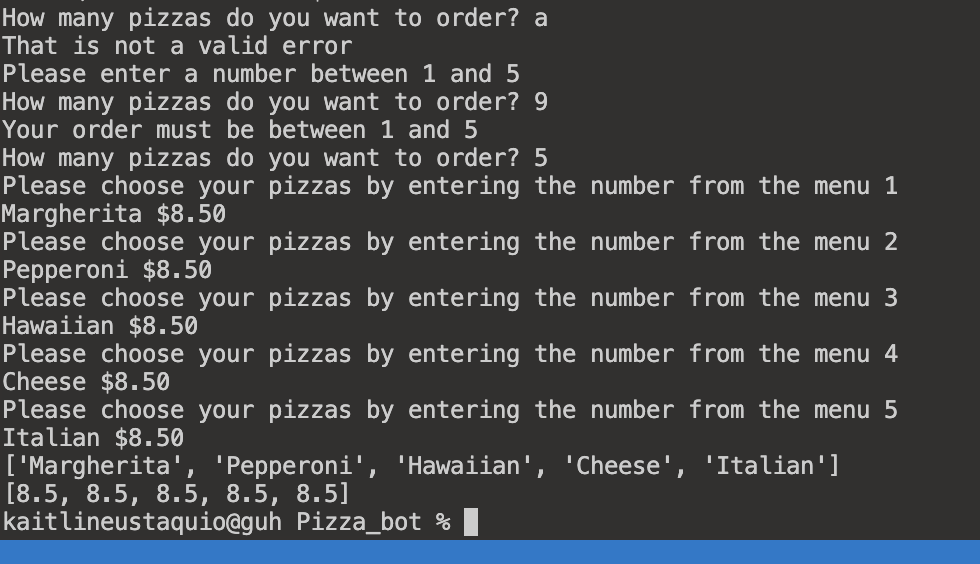 How many pizzas do you want to order? a
That is not a valid error
Please enter a number between 1 and 5
How many pizzas do you want to order? 9
Your order must be between 1 and 5
How many pizzas do you want to order? 5
Please choose your pizzas by entering the number from the menu 1
Margherita $8.50
Please choose your pizzas by entering the number from the menu 2
Pepperoni $8.50
Please choose your pizzas by entering the number from the menu 3
Hawaiian $8.50
Please choose your pizzas by entering the number from the menu 4
Cheese $8.50
Please choose your pizzas by entering the number from the menu 5
Italian $8.50
['Margherita', 'Pepperoni', 'Hawaiian', 'Cheese', 'Italian']
[8.5, 8.5, 8.5, 8.5, 8.5]
kaitlineustaquio@guh Pizza_bot %